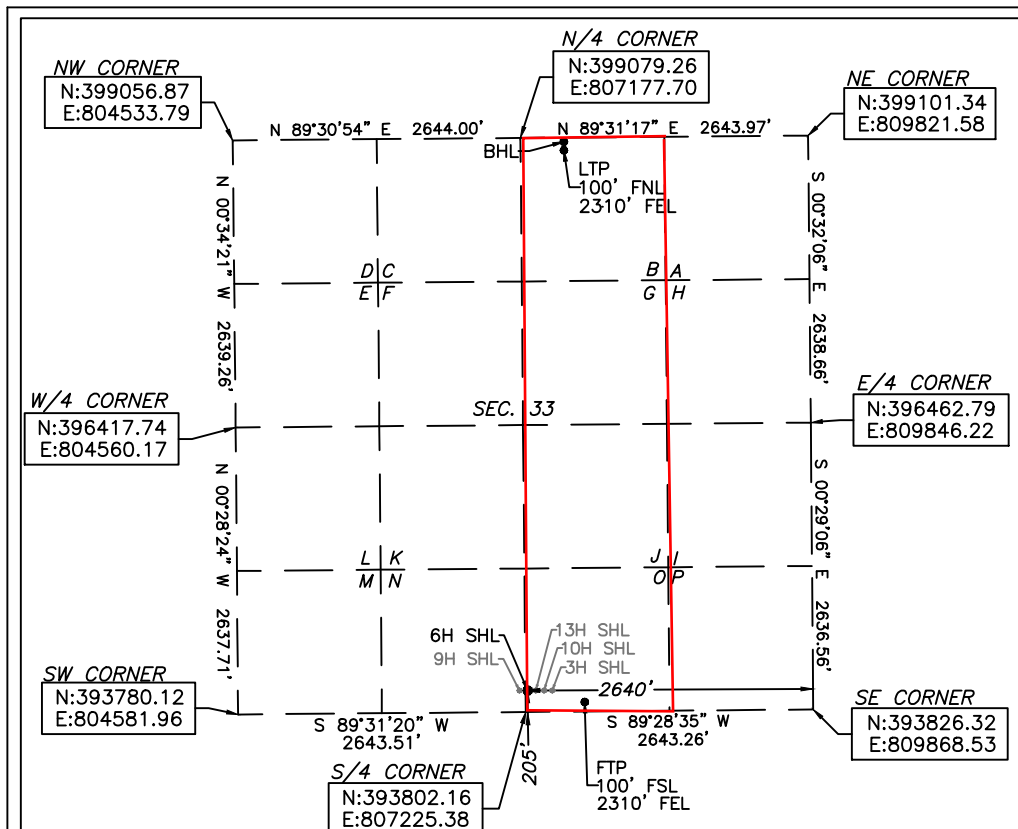 N/4 CORNER
N:399079.26
E:807177.70
NW CORNER
N:399056.87
E:804533.79
NE CORNER
N:399101.34
E:809821.58
N 89°30'54" E 2644.00'
N 89°31'17" E 2643.97'
BHL
LTP
100' FNL
2310' FEL
N 00°34'21" W 2639.26'
S 00°32'06" E 2638.66'
D C
E F
B A
G H
W/4 CORNER
N:396417.74
E:804560.17
SEC. 33
E/4 CORNER
N:396462.79
E:809846.22
N 00°28'24" W 2637.71'
S 00°29'06" E 2636.56'
L K
M N
J I
O P
6H SHL
9H SHL
13H SHL
10H SHL
3H SHL
2640'
SW CORNER
N:393780.12
E:804581.96
SE CORNER
N:393826.32
E:809868.53
S 89°31'20" W
2643.51'
S 89°28'35" W
2643.26'
205'
S/4 CORNER
N:393802.16
E:807225.38
FTP
100' FSL
2310' FEL